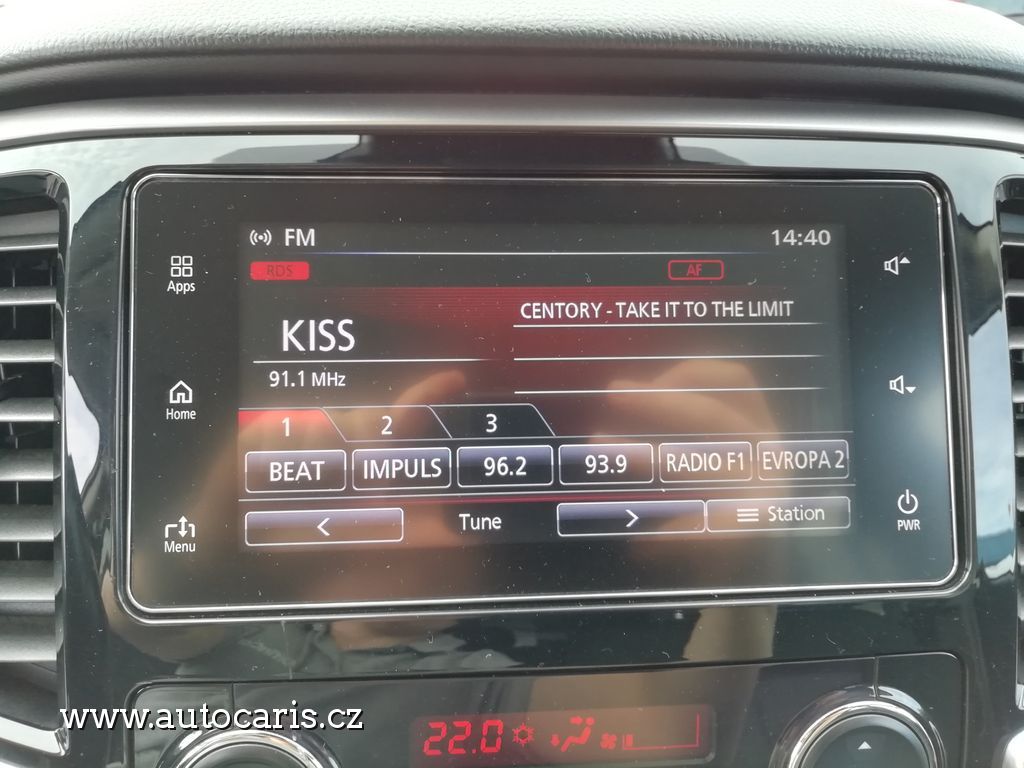 FM 14:40
RDS AF
Apps
KISS
CENTORY - TAKE IT TO THE LIMIT
91.1 MHz
Home
1 2 3
BEAT IMPULS 96.2 93.9 RADIO F1 EVROPA 2
< Tune > Station
Menu
PWR
www.autocaris.cz
22.0